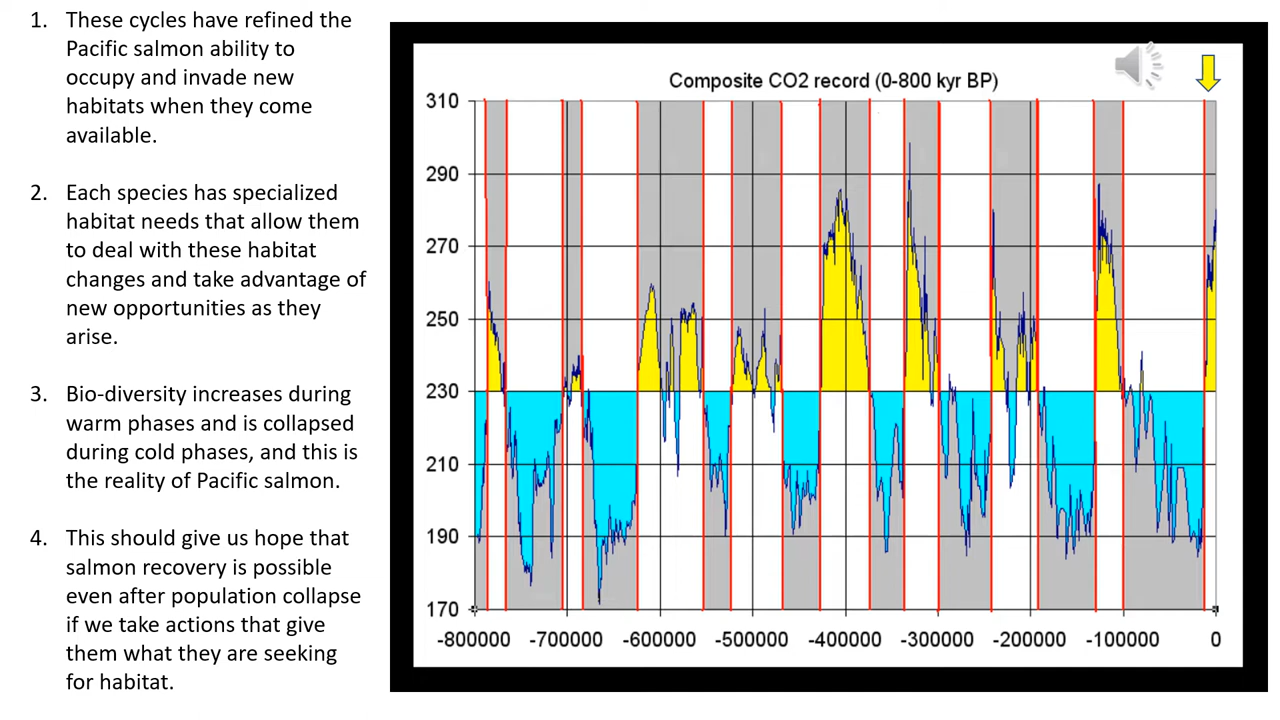 1. These cycles have refined the
Pacific salmon ability to
occupy and invade new
habitats when they come
available.
2. Each species has specialized
habitat needs that allow them
to deal with these habitat
changes and take advantage of
new opportunities as they
arise.
3. Bio-diversity increases during
warm phases and is collapsed
during cold phases, and this is
the reality of Pacific salmon.
4. This should give us hope that
salmon recovery is possible
even after population collapse
if we take actions that give
them what they are seeking
for habitat.
Composite CO2 record (0-800 kyr BP)
310
290
270
250
230
210
190
170
-800000 -700000 -600000 -500000 -400000 -300000 -200000 -100000 0